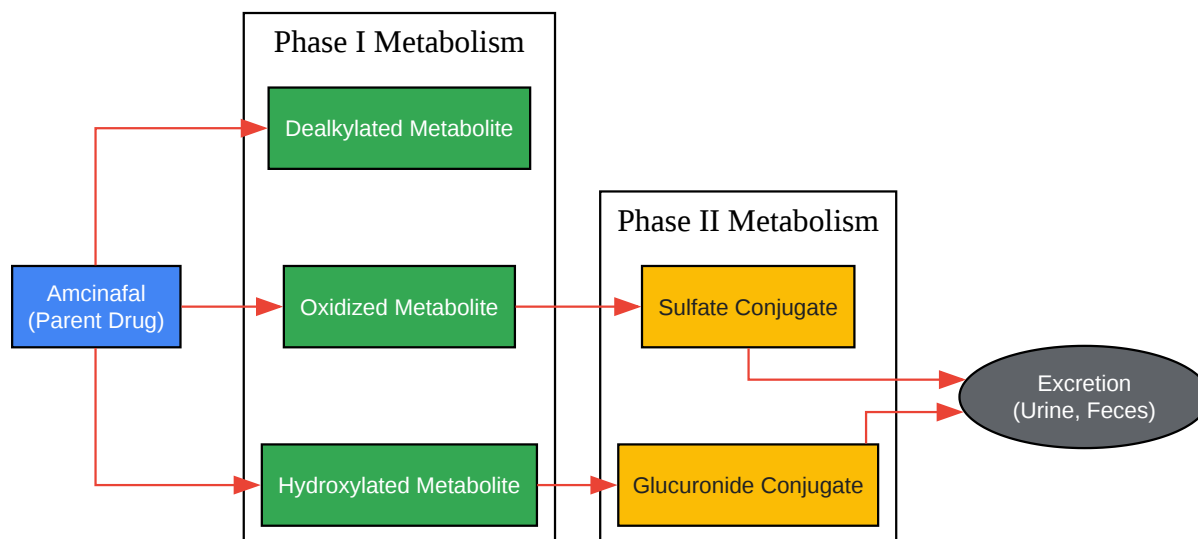 Phase I Metabolism
Dealkylated Metabolite
Phase II Metabolism
Amcinafal
(Parent Drug)
Oxidized Metabolite
Sulfate Conjugate
Excretion
(Urine, Feces)
Hydroxylated Metabolite
Glucuronide Conjugate